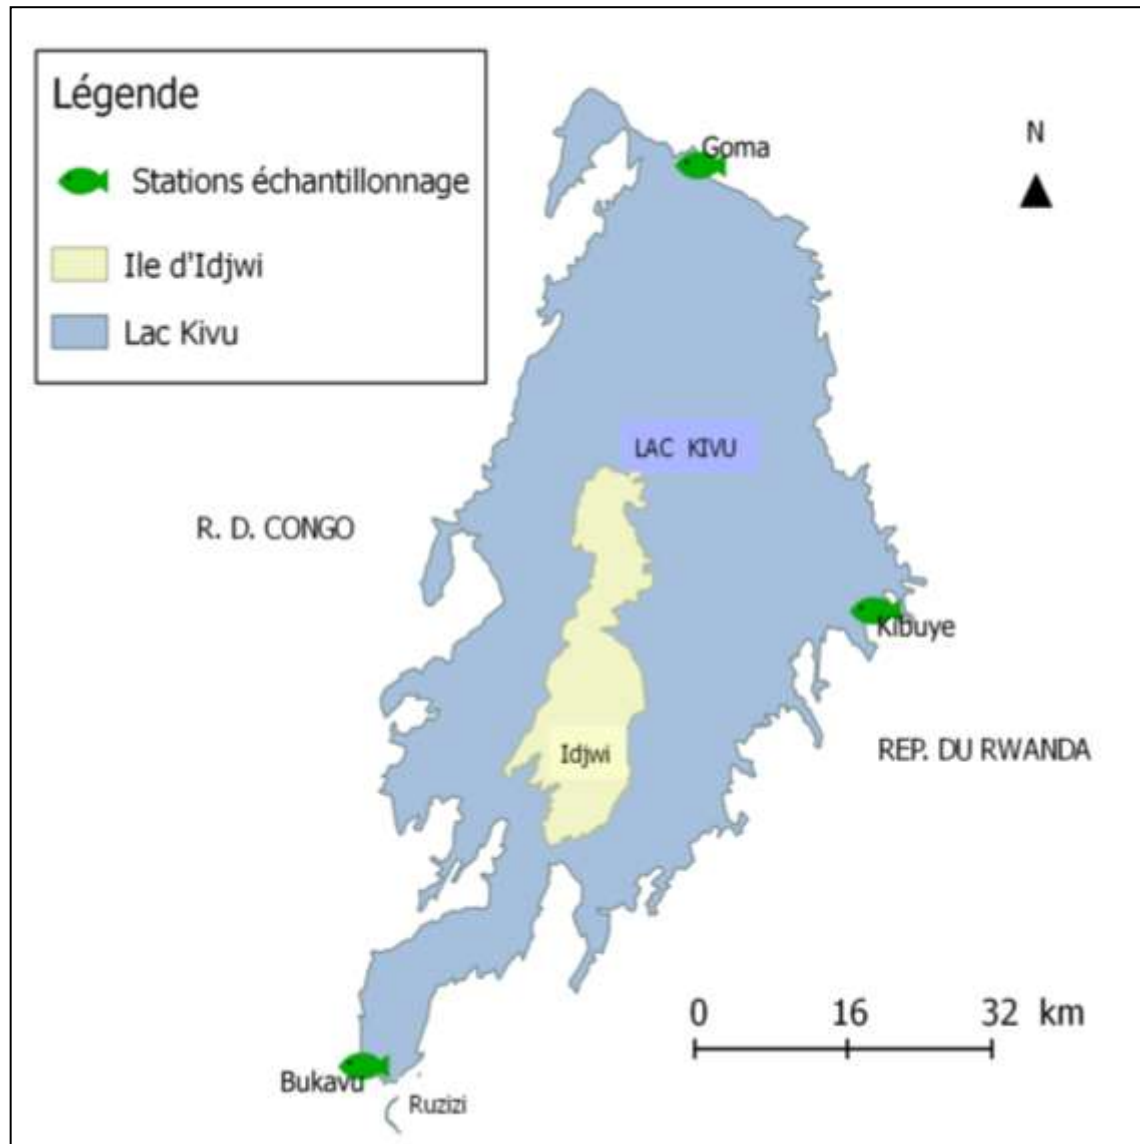 Légende
Stations échantillonnage
Ile d'Idjwi
Lac Kivu
Goma
N
LAC KIVU
R. D. CONGO
Kibuye
Idjwi
REP. DU RWANDA
0 16 32 km
Bukavu
Ruzizi